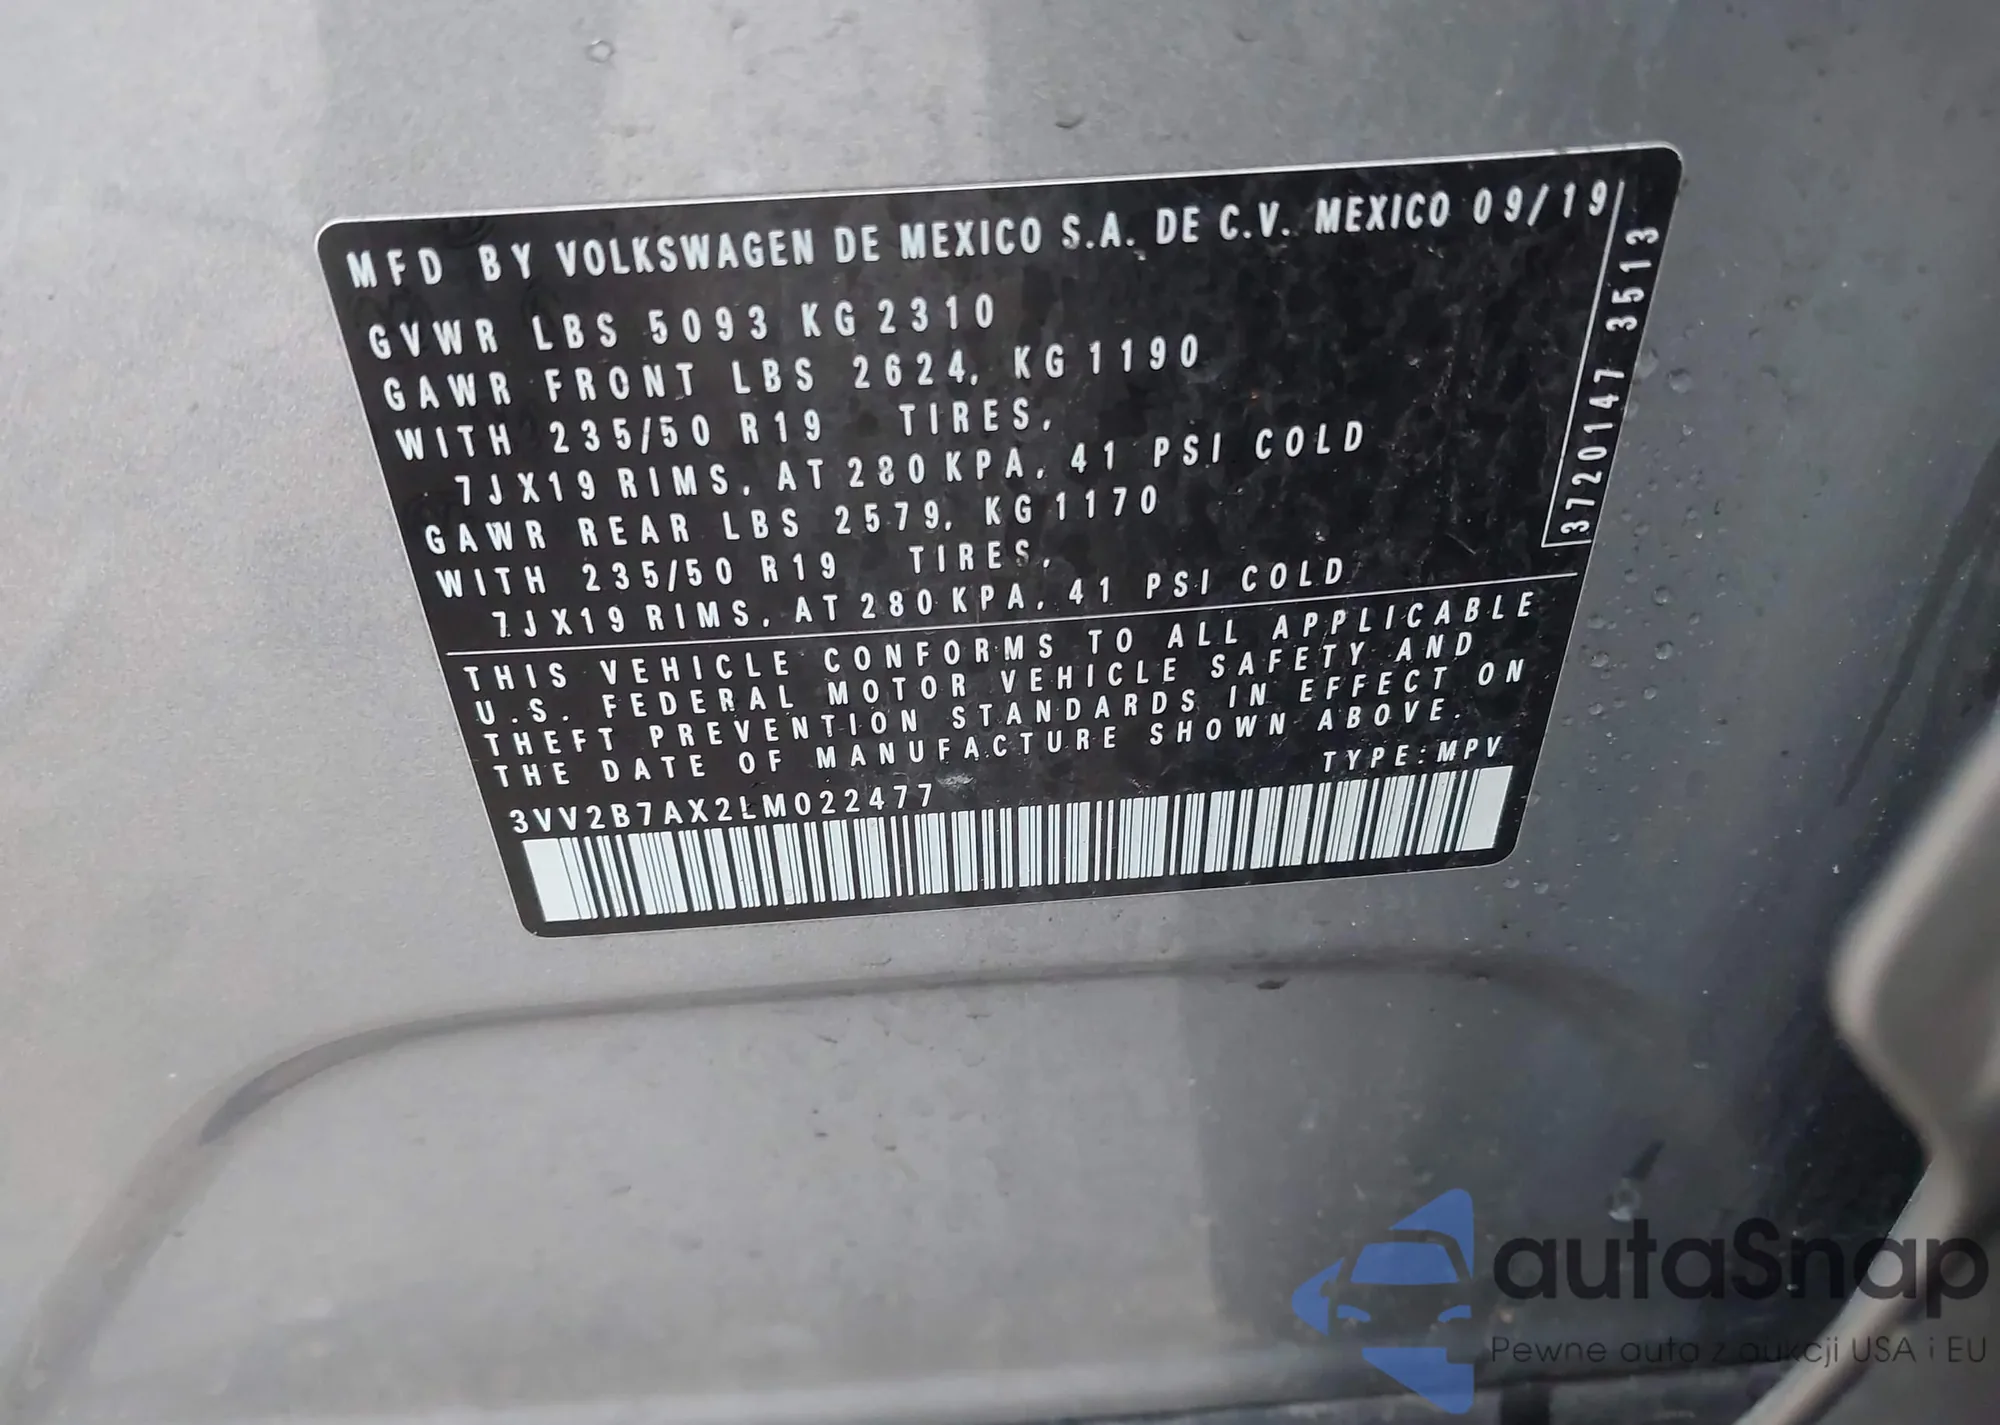 MFD BY VOLKSWAGEN DE MEXICO S.A. DE C.V. MEXICO 09/19
GVWR LBS 5093 KG 2310
GAWR FRONT LBS 2624, KG 1190
WITH 235/50 R19 TIRES,
7JX19 RIMS, AT 280 KPA, 41 PSI COLD
GAWR REAR LBS 2579, KG 1170
WITH 235/50 R19 TIRES,
7JX19 RIMS, AT 280 KPA, 41 PSI COLD
3720147 3513
THIS VEHICLE CONFORMS TO ALL APPLICABLE
U.S. FEDERAL MOTOR VEHICLE SAFETY AND
THEFT PREVENTION STANDARDS IN EFFECT ON
THE DATE OF MANUFACTURE SHOWN ABOVE.
TYPE: MPV
3VV2B7AX2LM022477
autaSnap
Pewne auta z aukcji USA i EU